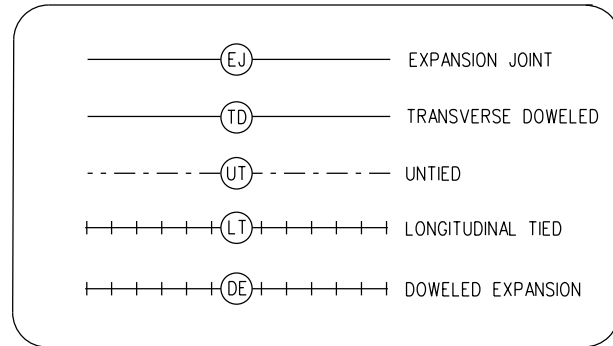 EJ EXPANSION JOINT
TD TRANSVERSE DOWELED
UT UNTIED
LT LONGITUDINAL TIED
DE DOWELED EXPANSION